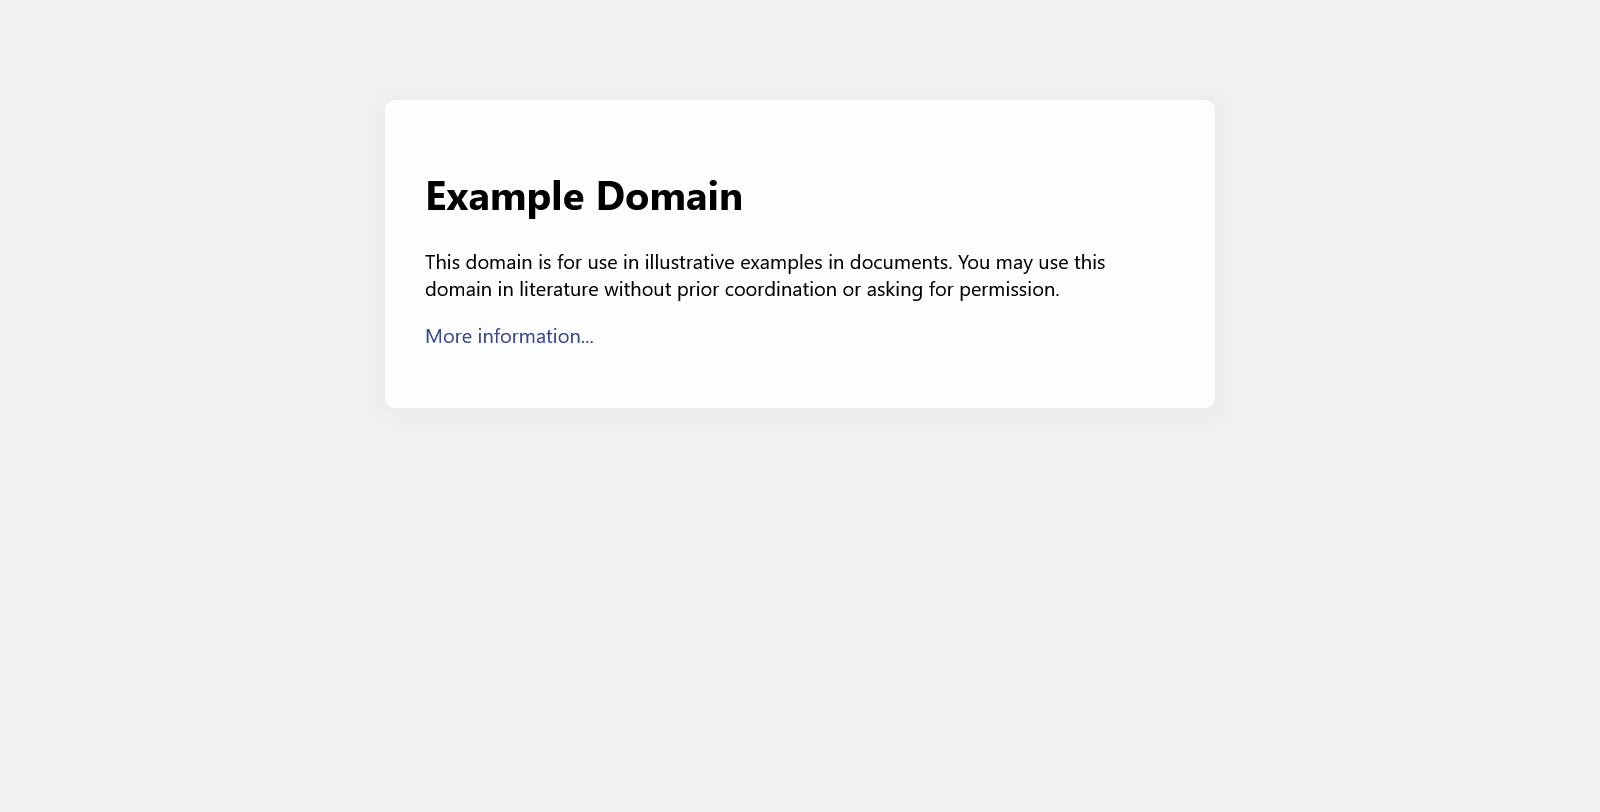 Example Domain
This domain is for use in illustrative examples in documents. You may use this
domain in literature without prior coordination or asking for permission.
More information...